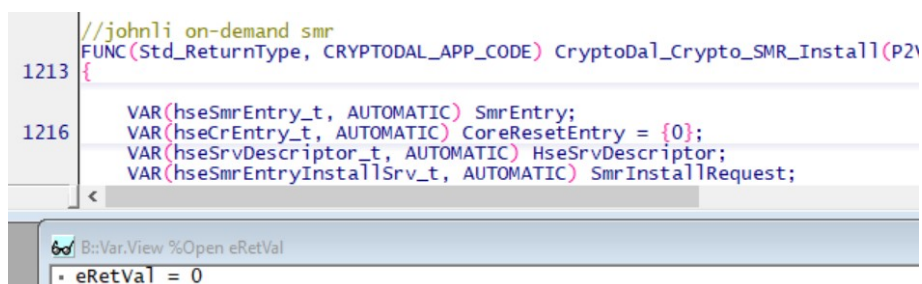 //johnli on-demand smr
FUNC(Std_ReturnType, CRYPTODAL_APP_CODE) CryptoDal_Crypto_SMR_Install(P2V
1213 {
VAR(hseSmrEntry_t, AUTOMATIC) SmrEntry;
1216 VAR(hseCrEntry_t, AUTOMATIC) CoreResetEntry = {0};
VAR(hseSrvDescriptor_t, AUTOMATIC) HseSrvDescriptor;
VAR(hseSmrEntryInstallSrv_t, AUTOMATIC) SmrInstallRequest;
B::Var.View %Open eRetVal
eRetVal = 0